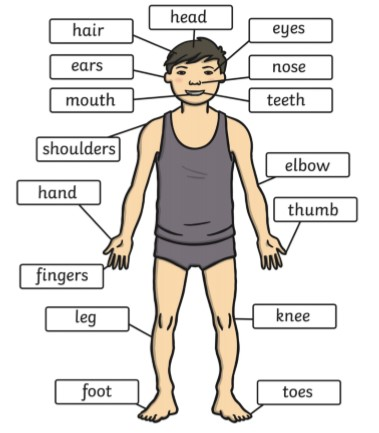 head
hair
eyes
ears
nose
mouth
teeth
shoulders
elbow
hand
thumb
fingers
leg
knee
foot
toes